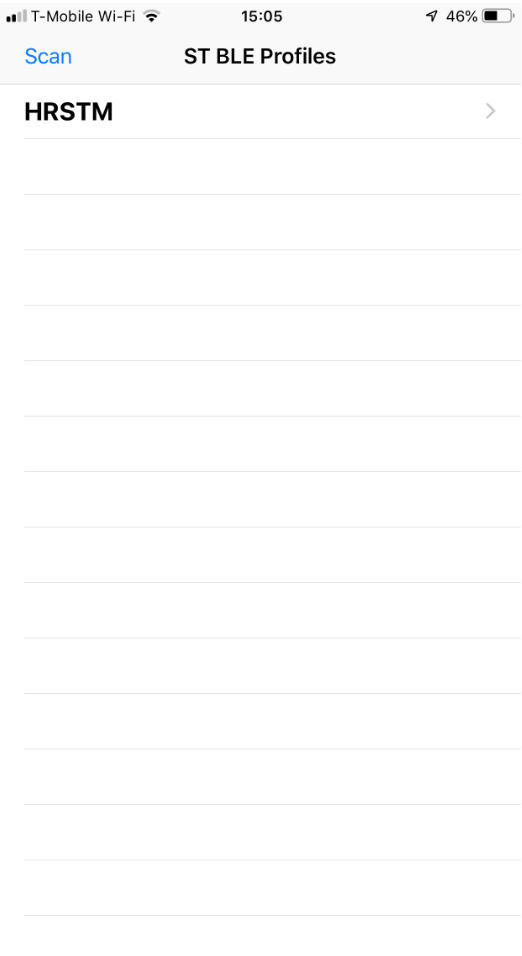 T-Mobile Wi-Fi 15:05 46%
Scan ST BLE Profiles
HRSTM